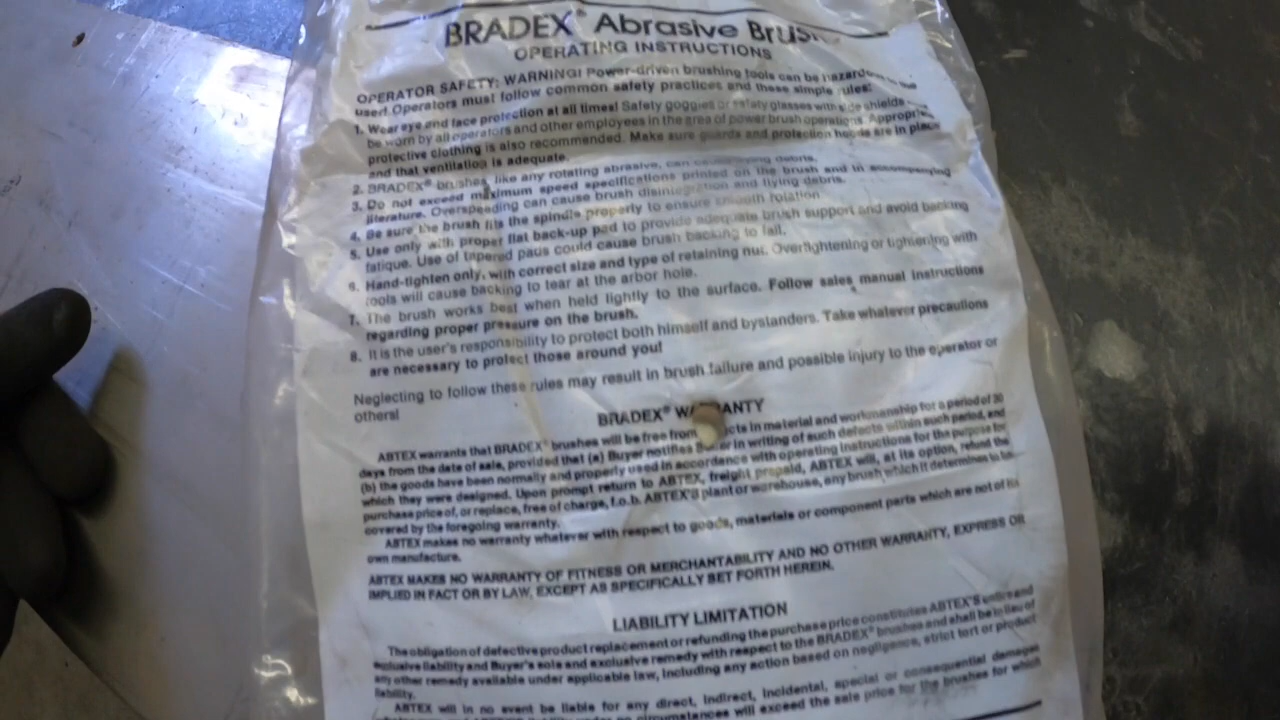 BRADEX® Abrasive Brush
OPERATING INSTRUCTIONS
OPERATOR SAFETY: WARNING! Power-driven brushing tools can be
used! Operators must follow common safety practices and these simple rules!
1. Wear eye and face protection at all times! Safety goggles or safety glasses with side shields
be worn by all operators and other employees in the area of power brush operations.
protective clothing is also recommended. Make sure guards and protection hoods are in place
and that ventilation is adequate.
2. BRADEX® brushes, like any rotating abrasive, can cause flying debris.
3. Do not exceed maximum speed specifications printed on the brush and in accompanying
literature. Overspeeding can cause brush disintegration and flying debris.
4. Be sure the brush fits the spindle properly to ensure smooth rotation.
5. Use only with proper flat back-up pad to provide adequate brush support and avoid backing
fatique. Use of tapered pads could cause brush backing to fail.
6. Hand-tighten only, with correct size and type of retaining nut. Overtightening or tightening with
tools will cause backing to tear at the arbor hole.
7. The brush works best when held lightly to the surface. Follow sales manual instructions
regarding proper pressure on the brush.
8. It is the user's responsibility to protect both himself and bystanders. Take whatever precautions
are necessary to protect those around you!
Neglecting to follow these rules may result in brush failure and possible injury to the operator or
others!
BRADEX® WARRANTY
ABTEX warrants that BRADEX® brushes will be free from defects in material and workmanship for a period of 30
days from the date of sale, provided that (a) Buyer notifies Seller in writing of such defects within such period, and
(b) the goods have been normally and properly used in accordance with operating instructions for the purpose for
which they were designed. Upon prompt return to ABTEX, freight prepaid, ABTEX will, at its option, refund the
purchase price of, or replace, free of charge, f.o.b. ABTEX'S plant or warehouse, any brush which it determines to be
covered by the foregoing warranty.
ABTEX makes no warranty whatever with respect to goods, materials or component parts which are not of its
own manufacture.
ABTEX MAKES NO WARRANTY OF FITNESS OR MERCHANTABILITY AND NO OTHER WARRANTY, EXPRESS OR
IMPLIED IN FACT OR BY LAW, EXCEPT AS SPECIFICALLY SET FORTH HEREIN.
LIABILITY LIMITATION
The obligation of defective product replacement or refunding the purchase price constitutes ABTEX'S entire and
exclusive liability and Buyer's sole and exclusive remedy with respect to the BRADEX® brushes and shall be in lieu of
any other remedy available under applicable law, including any action based on negligence, strict tort or product
liability.
ABTEX will in no event be liable for any direct, indirect, incidental, special or consequential damages
circumstances will exceed the sale price for the brushes for which